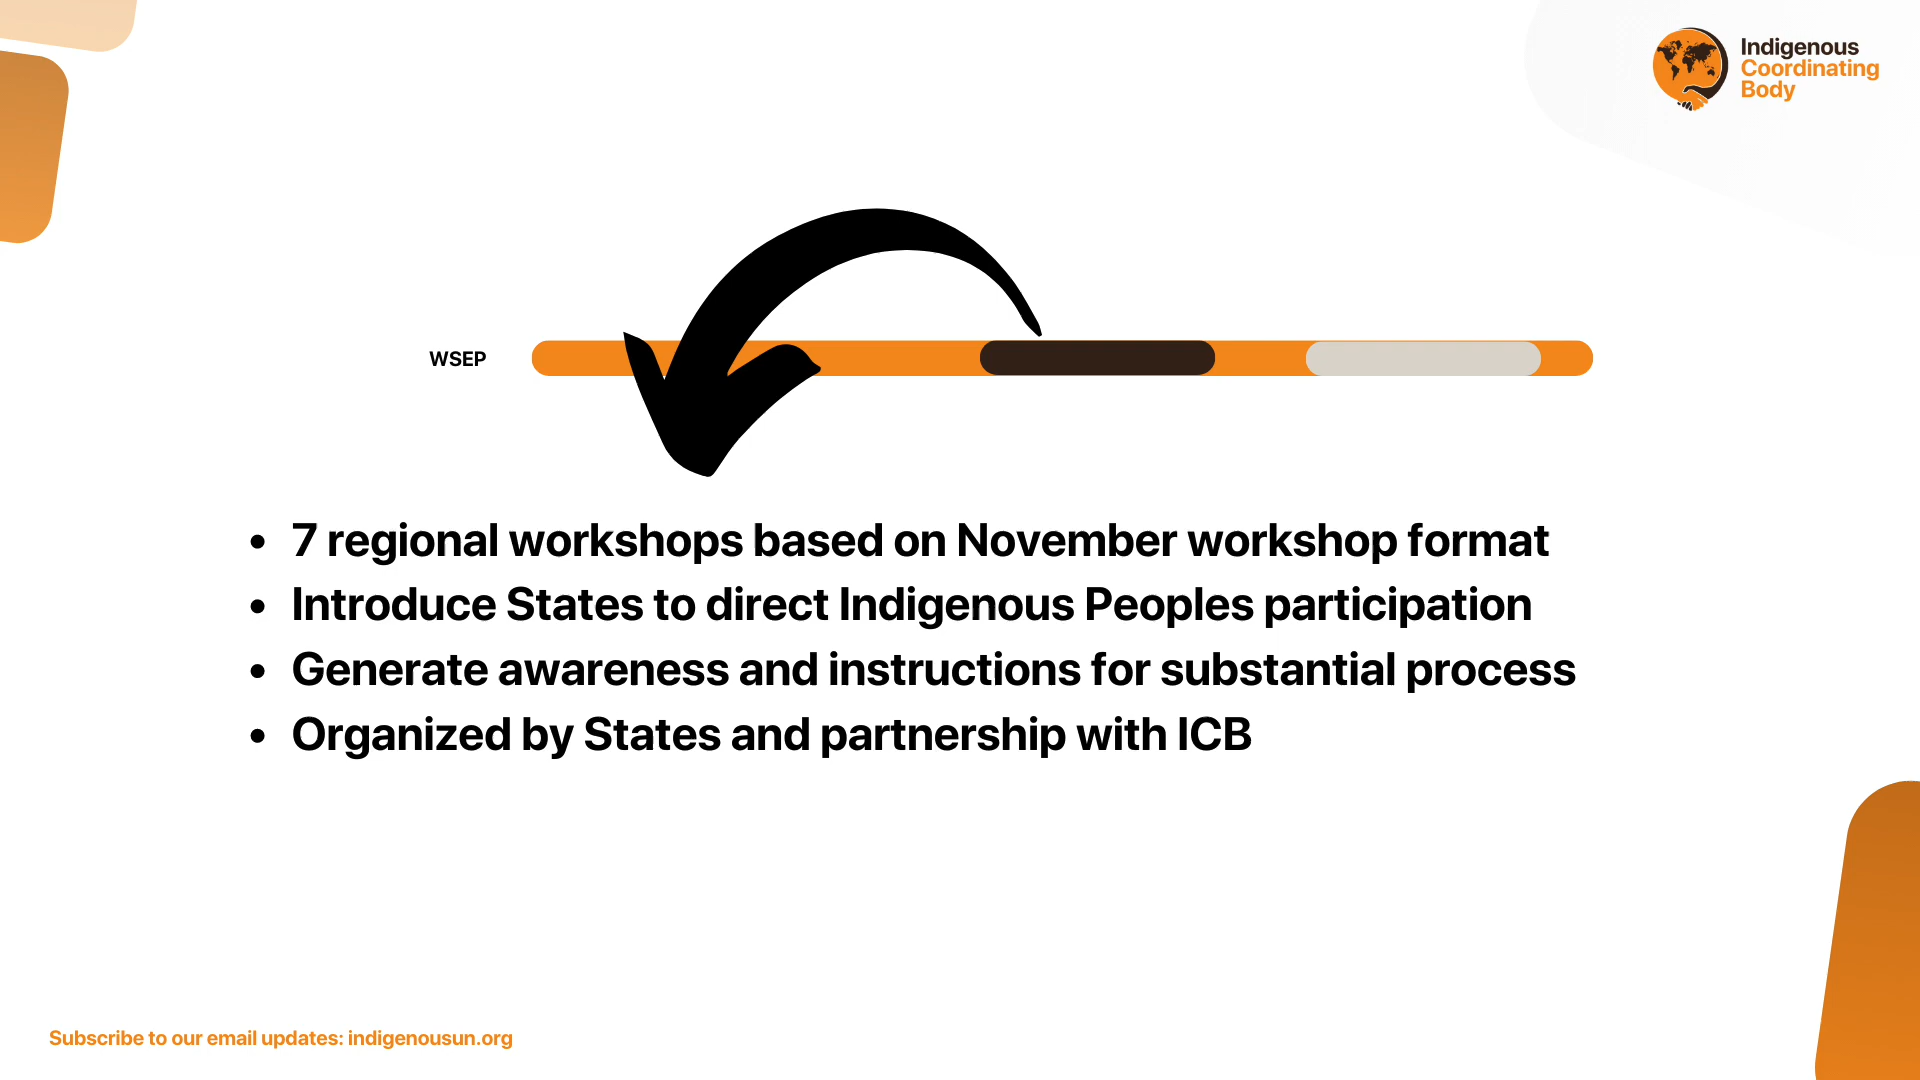 Indigenous
Coordinating
Body
WSEP
• 7 regional workshops based on November workshop format
• Introduce States to direct Indigenous Peoples participation
• Generate awareness and instructions for substantial process
• Organized by States and partnership with ICB
Subscribe to our email updates: indigenousun.org